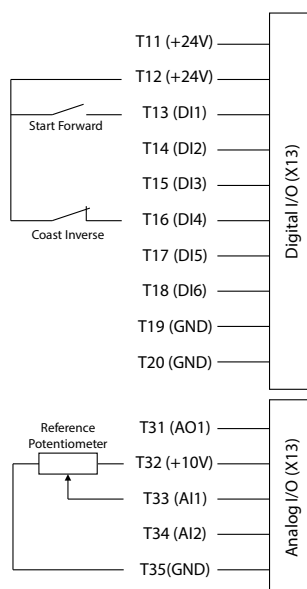 T11 (+24V)
T12 (+24V)
T13 (DI1)
Start Forward
T14 (DI2)
T15 (DI3)
T16 (DI4)
Coast Inverse
T17 (DI5)
T18 (DI6)
T19 (GND)
T20 (GND)
Digital I/O (X13)
T31 (AO1)
Reference
Potentiometer
T32 (+10V)
T33 (AI1)
T34 (AI2)
T35(GND)
Analog I/O (X13)